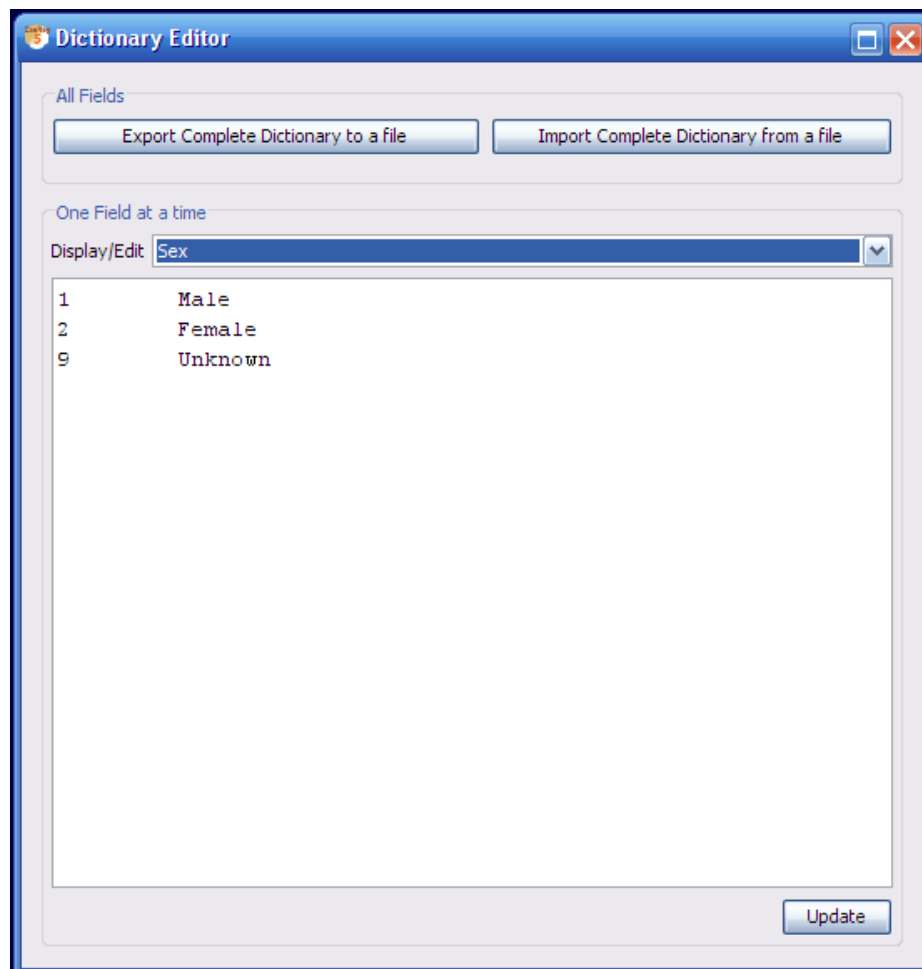 Dictionary Editor
All Fields
Export Complete Dictionary to a file Import Complete Dictionary from a file
One Field at a time
Display/Edit Sex
1 Male
2 Female
9 Unknown
Update